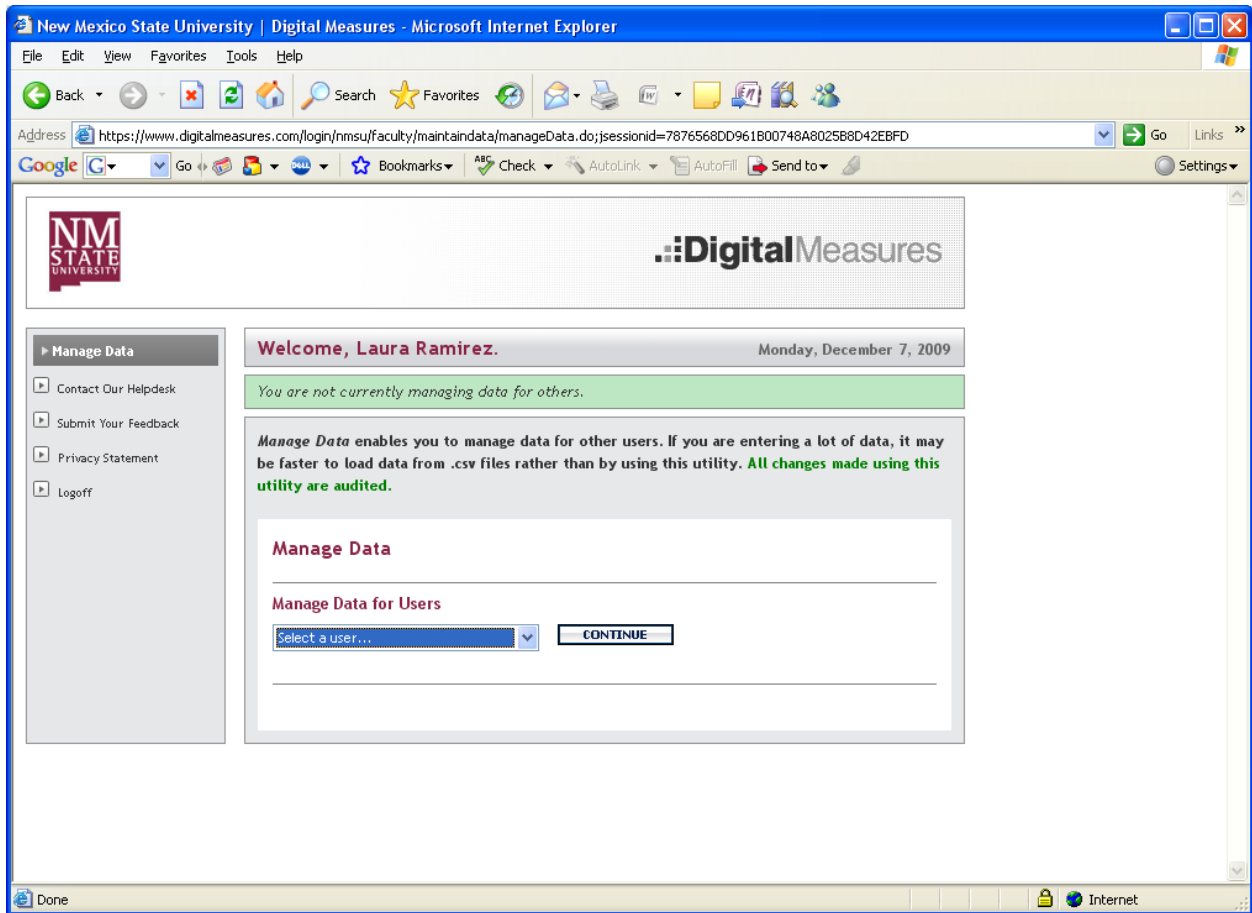 New Mexico State University | Digital Measures - Microsoft Internet Explorer
File Edit View Favorites Tools Help
Back Search Favorites
Address https://www.digitalmeasures.com/login/nmsu/faculty/maintaindata/manageData.do;jsessionid=7876568DD961B00748A8025B8D42EBFD Go Links »
Google G Go Bookmarks ABC Check AutoLink AutoFill Send to Settings
NM
STATE
UNIVERSITY
.:iDigitalMeasures
Manage Data
Contact Our Helpdesk
Submit Your Feedback
Privacy Statement
Logoff
Welcome, Laura Ramirez. Monday, December 7, 2009
You are not currently managing data for others.
Manage Data enables you to manage data for other users. If you are entering a lot of data, it may
be faster to load data from .csv files rather than by using this utility. All changes made using this
utility are audited.
Manage Data
Manage Data for Users
Select a user... CONTINUE
Done Internet